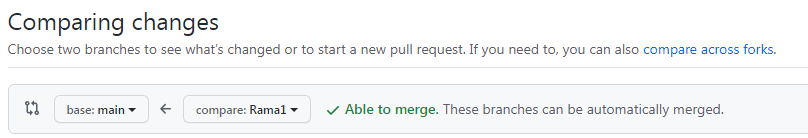 Comparing changes
Choose two branches to see what's changed or to start a new pull request. If you need to, you can also compare across forks.
base: main compare: Rama1 Able to merge. These branches can be automatically merged.